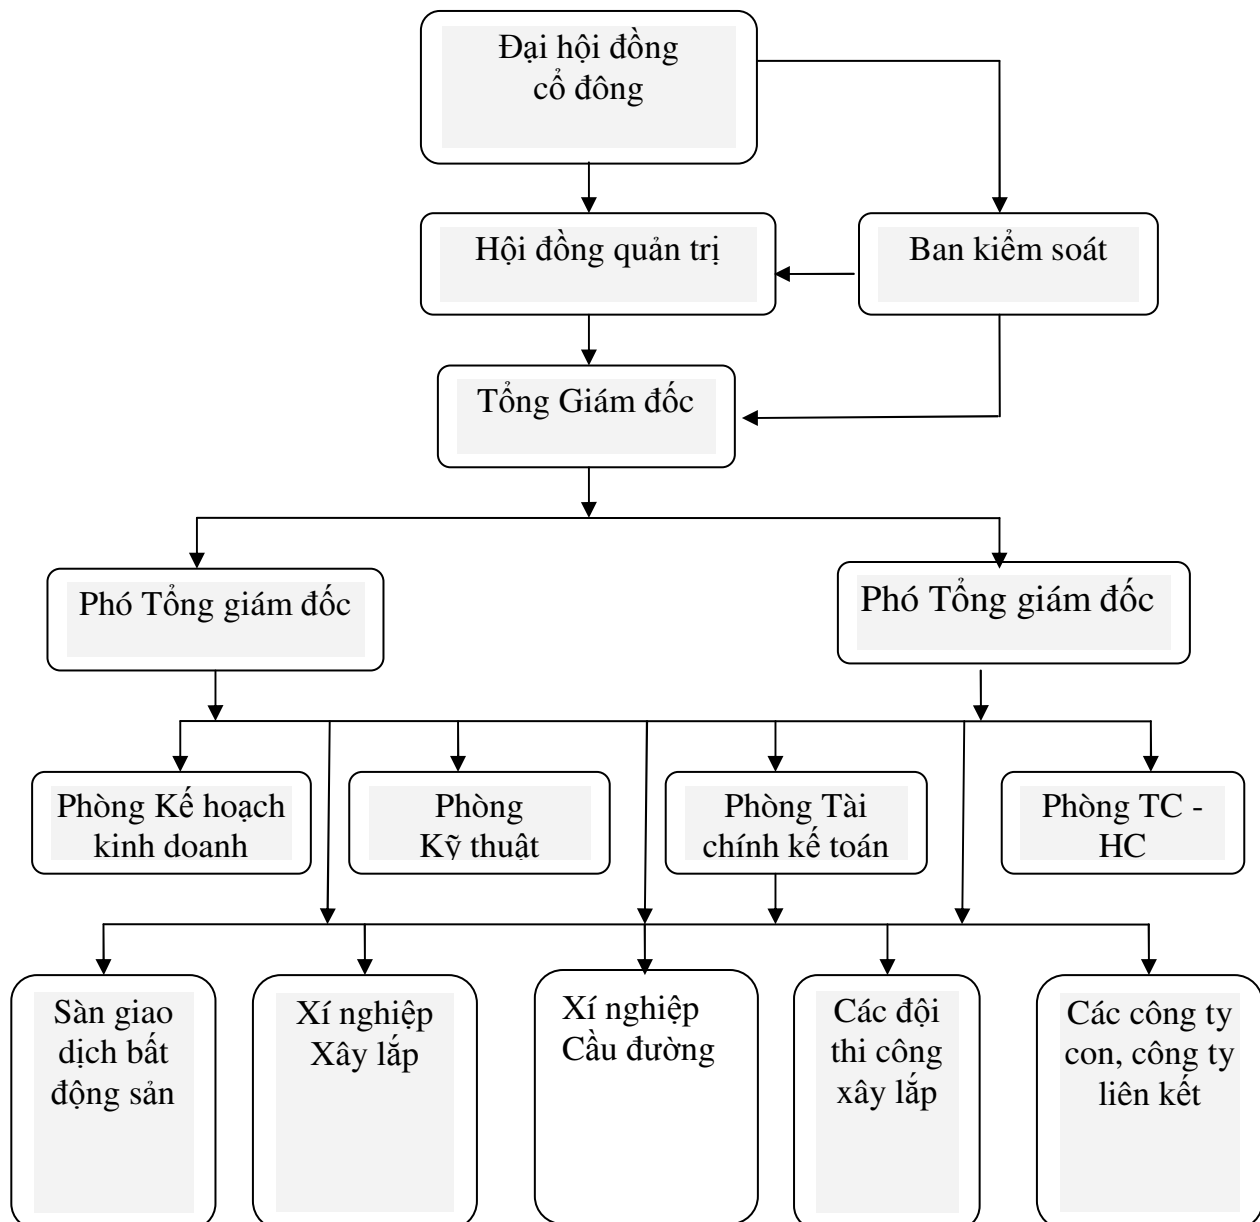 Đại hội đồng
cổ đông
Hội đồng quản trị
Ban kiểm soát
Tổng Giám đốc
Phó Tổng giám đốc
Phó Tổng giám đốc
Phòng Kế hoạch
kinh doanh
Phòng
Kỹ thuật
Phòng Tài
chính kế toán
Phòng TC -
HC
Sàn giao
dịch bất
động sản
Xí nghiệp
Xây lắp
Xí nghiệp
Cầu đường
Các đội
thi công
xây lắp
Các công ty
con, công ty
liên kết